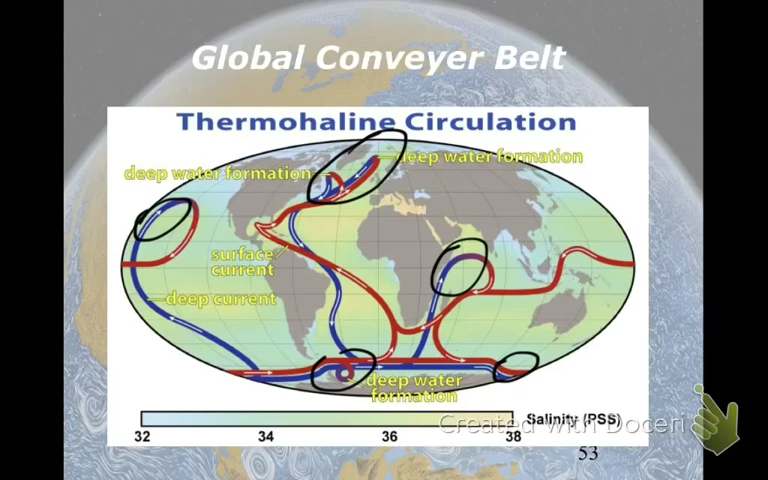 Global Conveyer Belt
Thermohaline Circulation
deep water formation
deep water formation
surface
current
deep current
deep water
formation
Salinity (PSS)
32 34 36 38
Created with Doceri
53